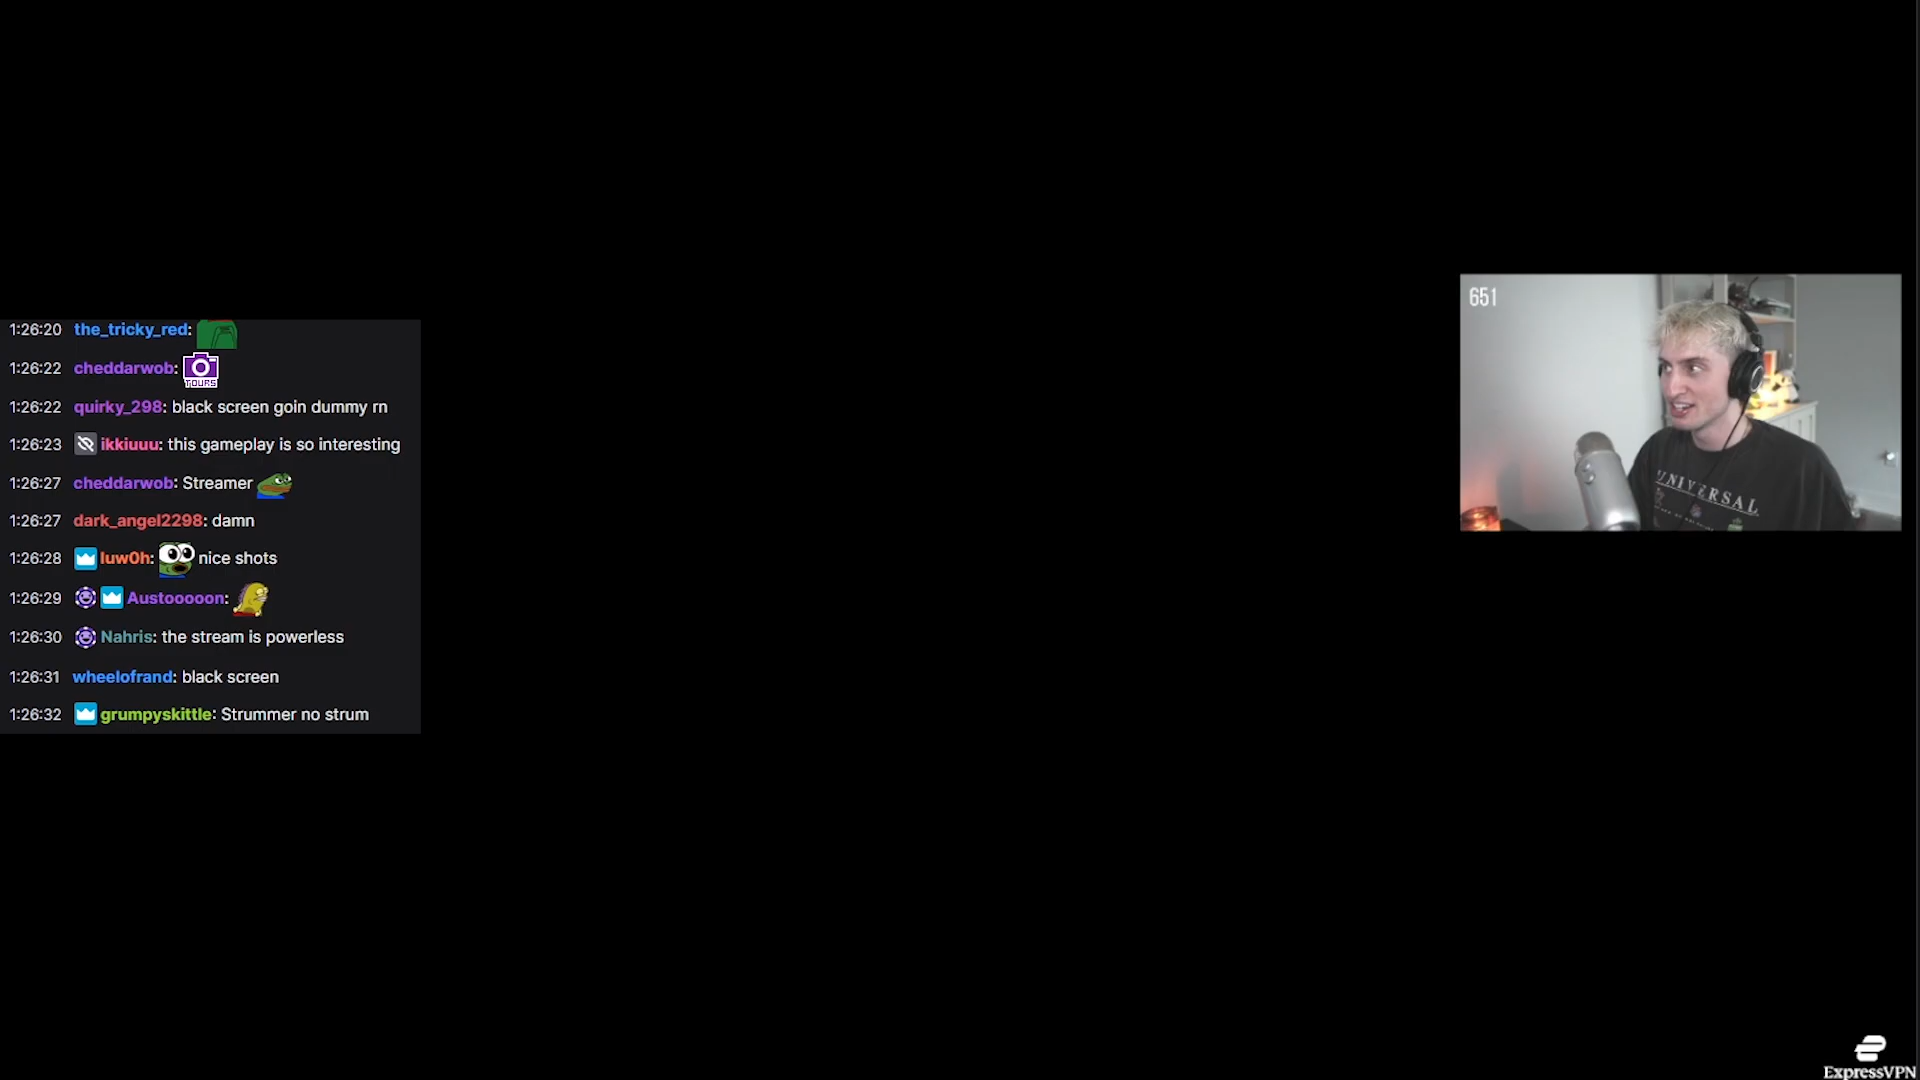 1:26:20 the_tricky_red:
1:26:22 cheddarwob: TOURS
1:26:22 quirky_298: black screen goin dummy rn
1:26:23 ikkiuuu: this gameplay is so interesting
1:26:27 cheddarwob: Streamer
1:26:27 dark_angel2298: damn
1:26:28 luw0h: nice shots
1:26:29 Austooooon:
1:26:30 Nahris: the stream is powerless
1:26:31 wheelofrand: black screen
1:26:32 grumpyskittle: Strummer no strum
651
UNIVERSAL
ExpressVPN